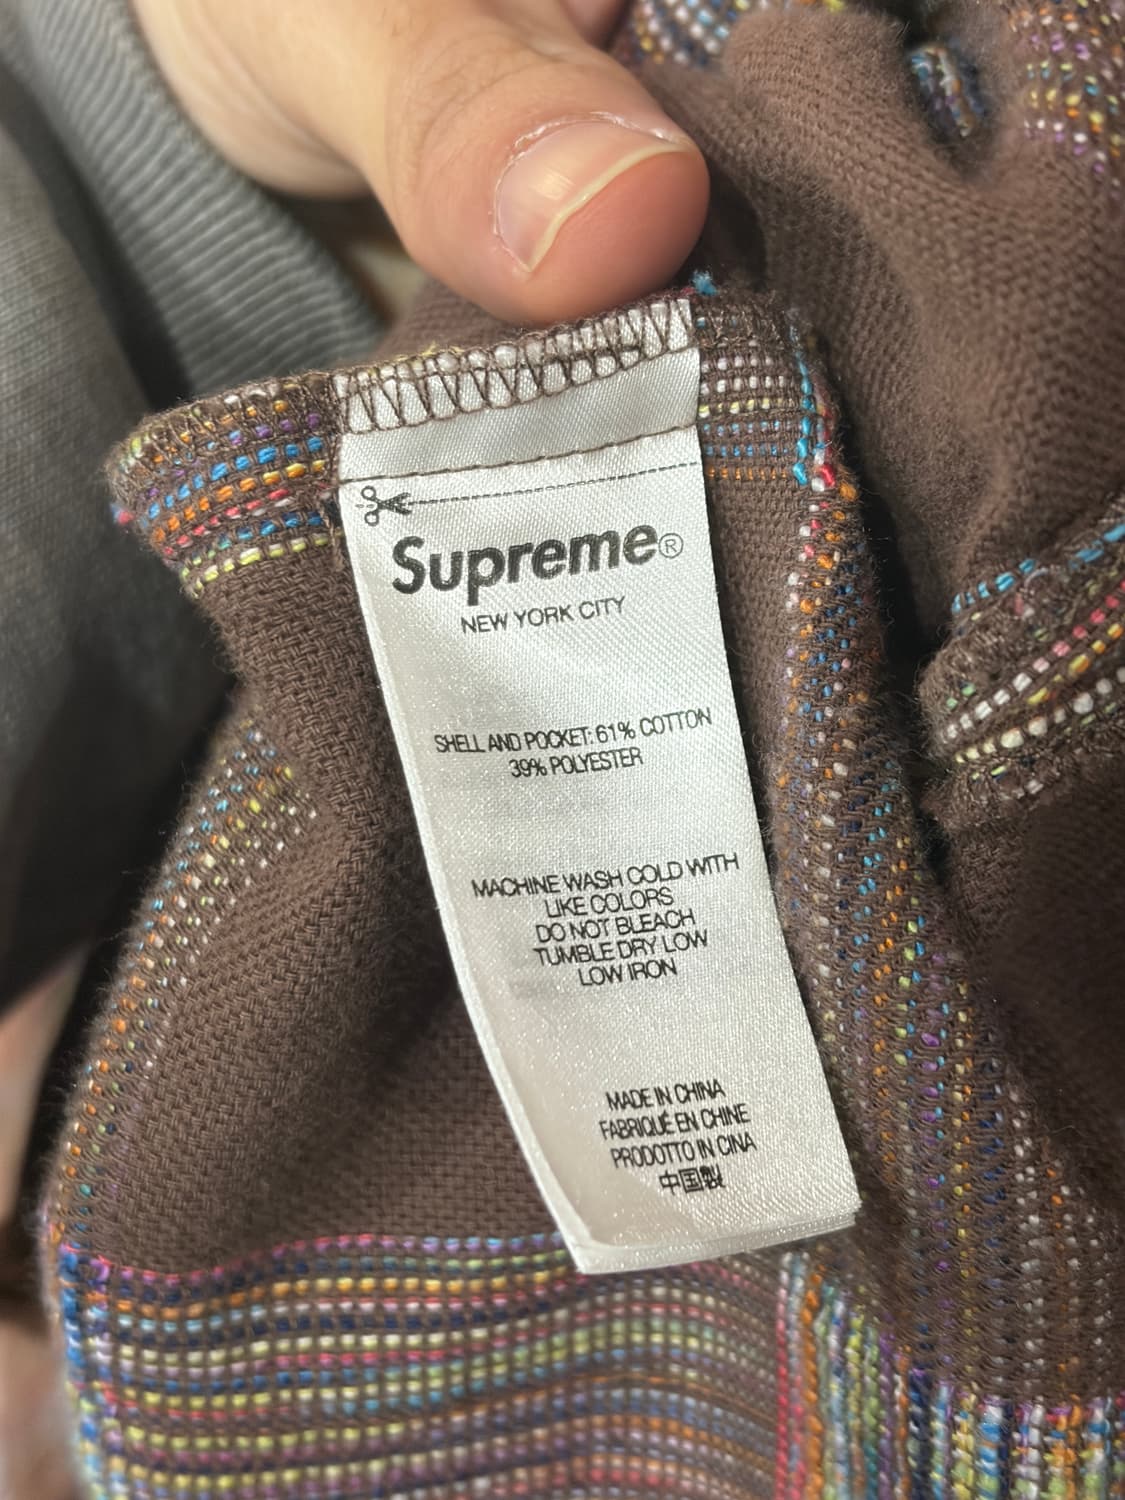 Supreme®
NEW YORK CITY
SHELL AND POCKET: 61% COTTON
39% POLYESTER
MACHINE WASH COLD WITH
LIKE COLORS
DO NOT BLEACH
TUMBLE DRY LOW
LOW IRON
MADE IN CHINA
FABRIQUÉ EN CHINE
PRODOTTO IN CINA
中国製